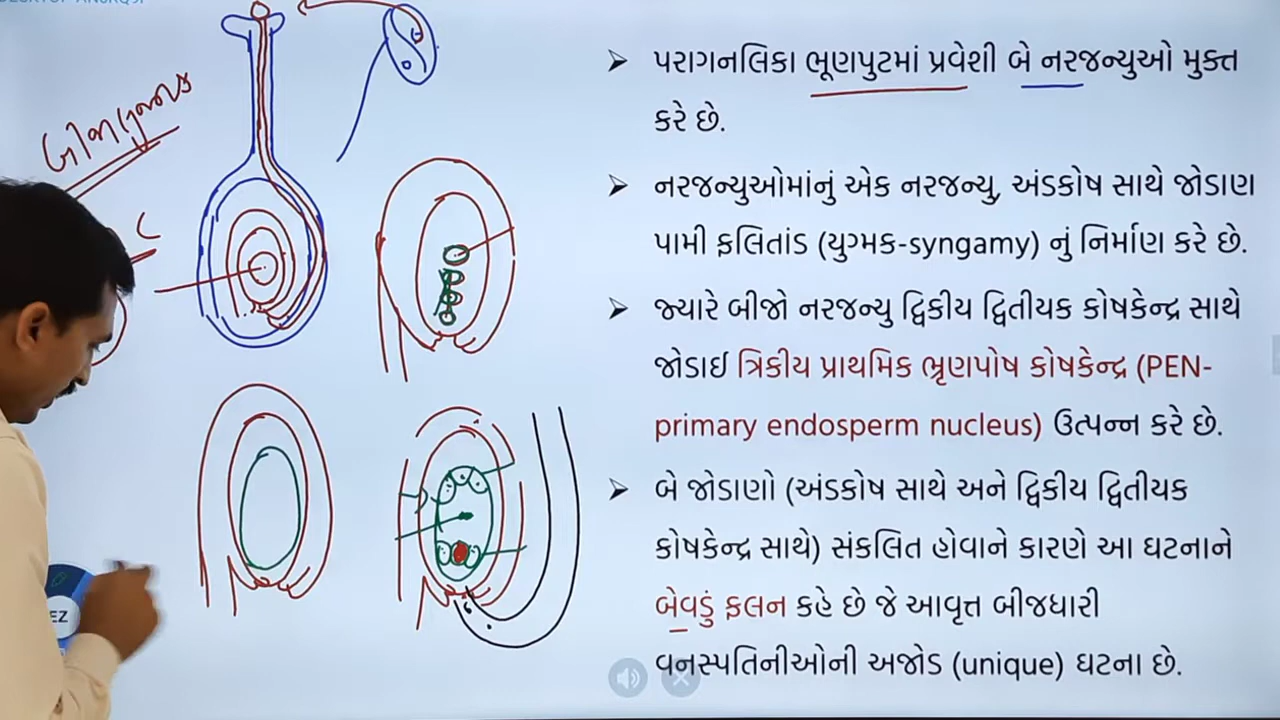 બીજાણુજનક
પરાગનલિકા ભૂણપુટમાં પ્રવેશી બે નરજન્યુઓ મુક્ત
કરે છે.
નરજન્યુઓમાંનું એક નરજન્યુ, અંડકોષ સાથે જોડાણ
પામી ફલિતાંડ (યુગ્મક-syngamy) નું નિર્માણ કરે છે.
જ્યારે બીજો નરજન્યુ દ્વિકીય દ્વિતીયક કોષકેન્દ્ર સાથે
જોડાઈ ત્રિકીય પ્રાથમિક ભ્રૂણપોષ કોષકેન્દ્ર (PEN-
primary endosperm nucleus) ઉત્પન્ન કરે છે.
બે જોડાણો (અંડકોષ સાથે અને દ્વિકીય દ્વિતીયક
કોષકેન્દ્ર સાથે) સંકલિત હોવાને કારણે આ ઘટનાને
બેવડું ફલન કહે છે જે આવૃત્ત બીજધારી
વનસ્પતિનીઓની અજોડ (unique) ઘટના છે.
EZ